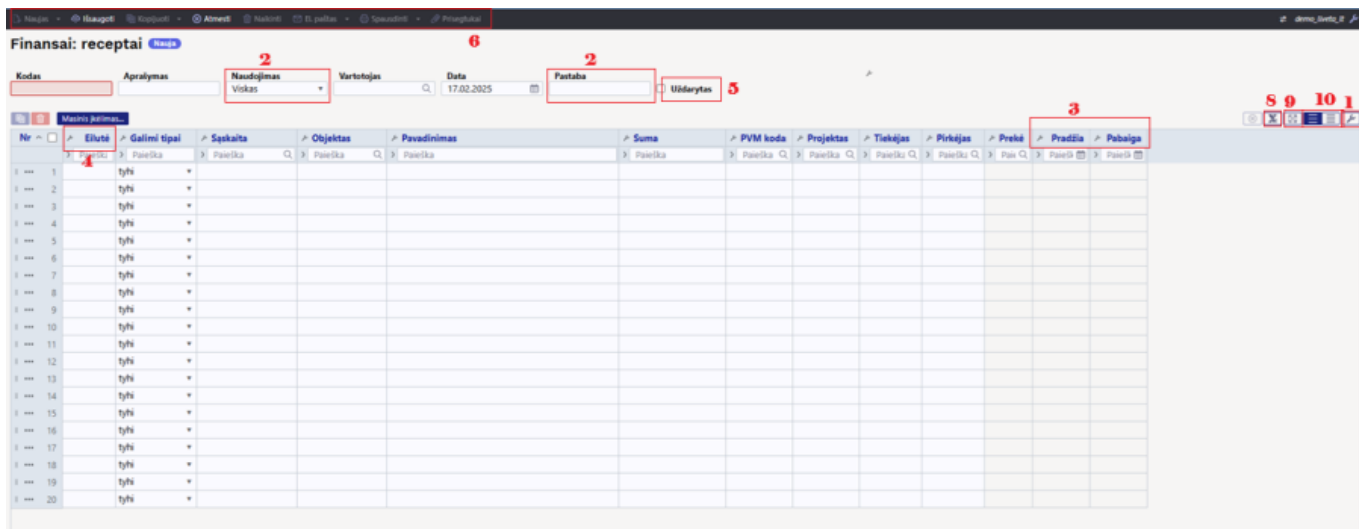 Naujas Išsaugoti Kopijuoti Atmesti Naikinti El. paštas Spausdinti Prisegtukai demo_liveta_lt
Finansai: receptai Nauja 6
2 2
Kodas Aprašymas Naudojimas Vartotojas Data Pastaba
Viskas 17.02.2025 Uždarytas 5
Masinis įkėlimas... 3 8 9 10 1
Nr Eilutė Galimi tipai Sąskaita Objektas Pavadinimas Suma PVM koda Projektas Tiekėjas Pirkėjas Prekė Pradžia Pabaiga
Paieška Paieška Paieška Paieška Paieška Paieška Paieška Paieška Paieška
4
1 tyhi
2 tyhi
3 tyhi
4 tyhi
5 tyhi
6 tyhi
7 tyhi
8 tyhi
9 tyhi
10 tyhi
11 tyhi
12 tyhi
13 tyhi
14 tyhi
15 tyhi
16 tyhi
17 tyhi
18 tyhi
19 tyhi
20 tyhi